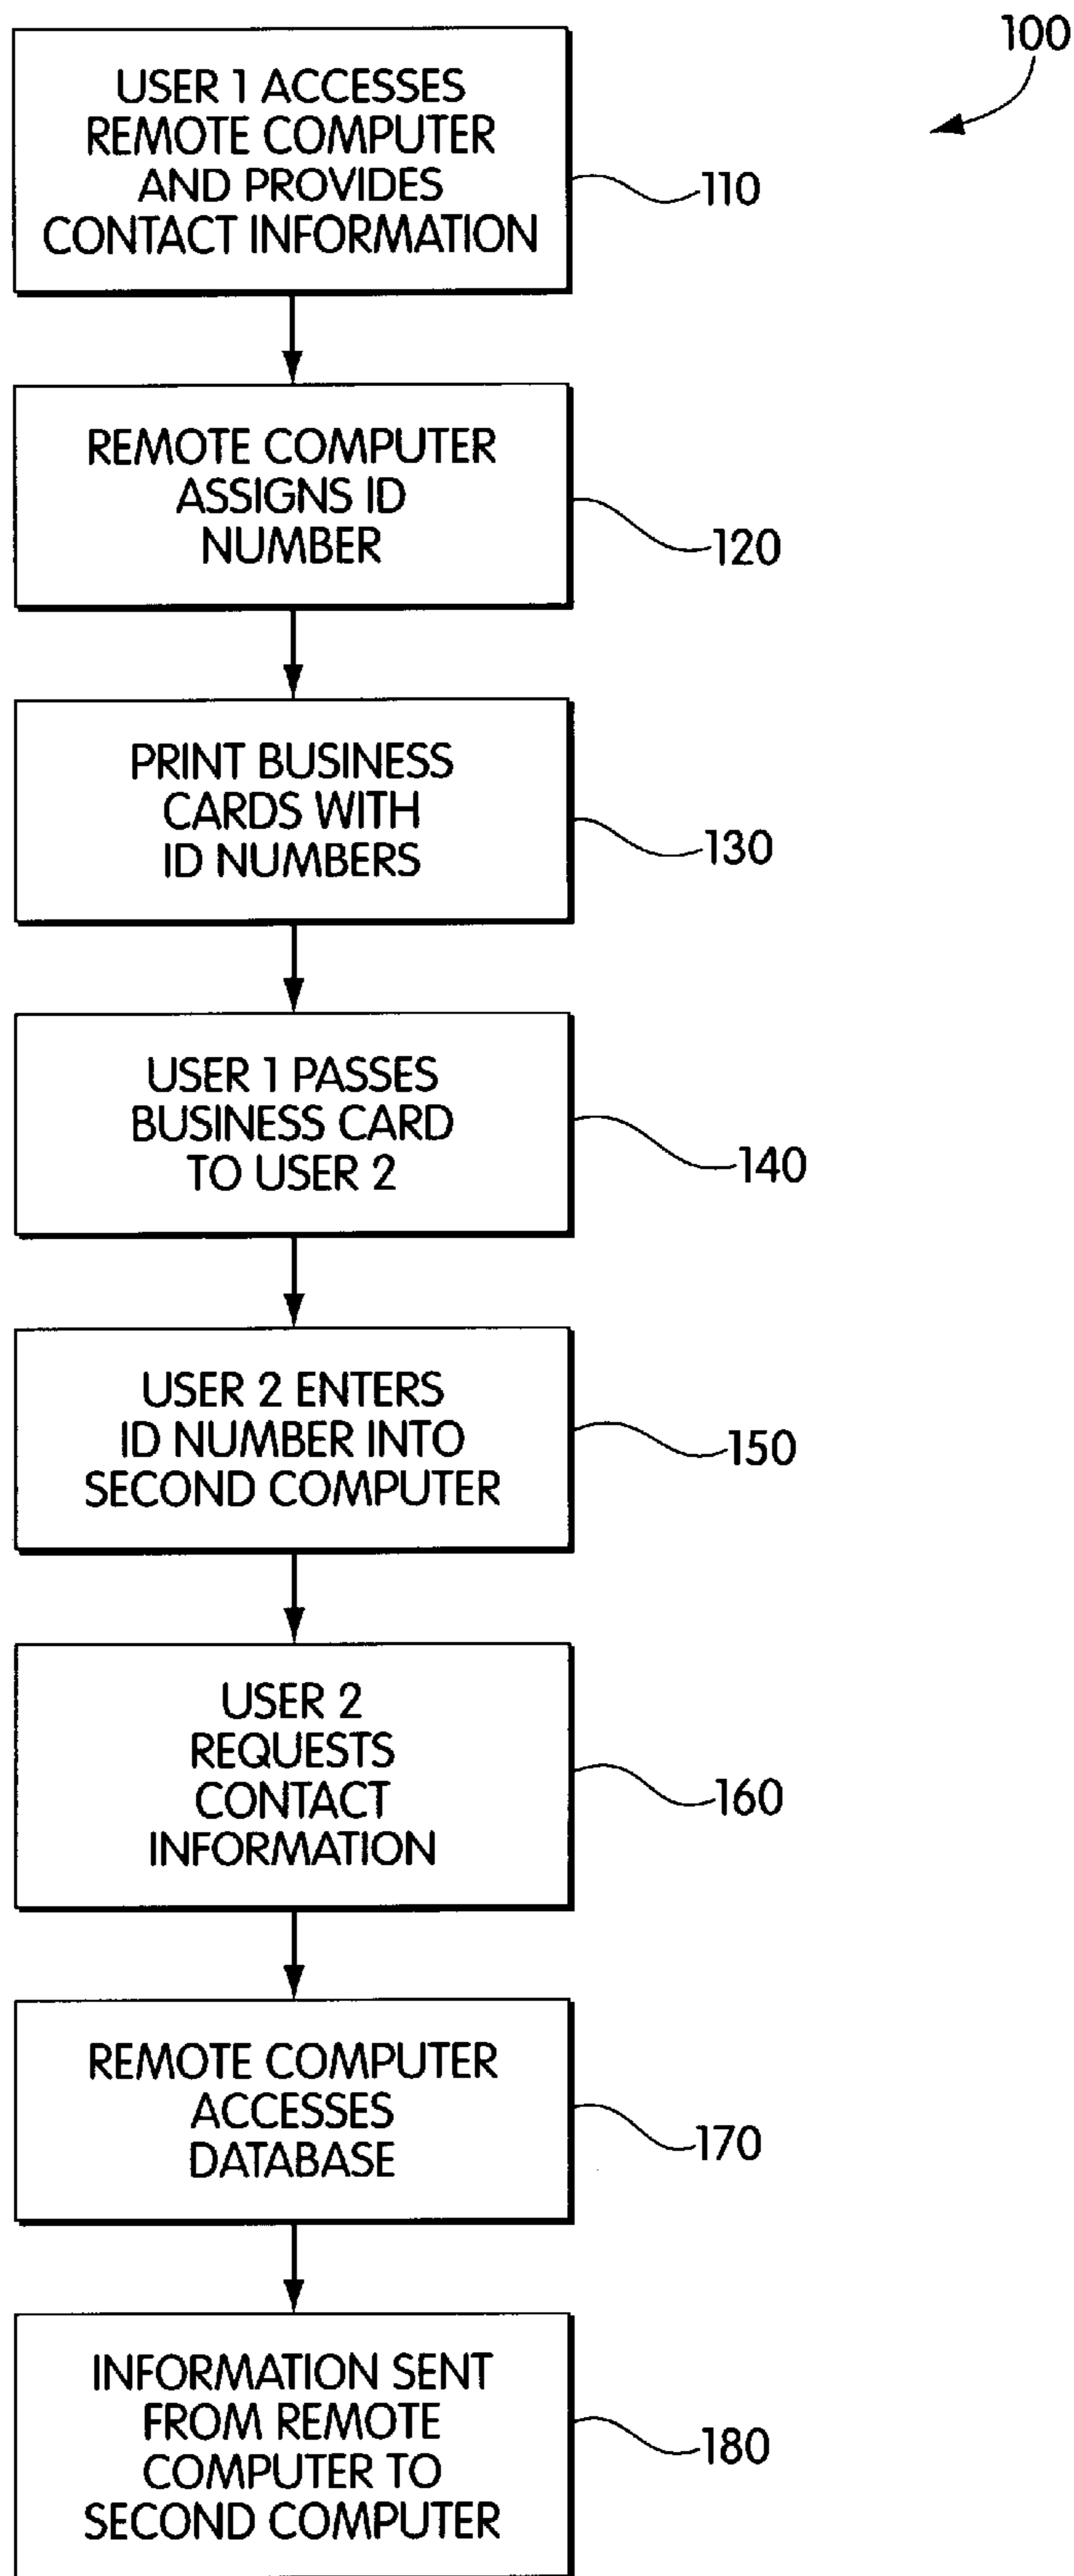 100
USER 1 ACCESSES
REMOTE COMPUTER
AND PROVIDES
CONTACT INFORMATION
110
REMOTE COMPUTER
ASSIGNS ID
NUMBER
120
PRINT BUSINESS
CARDS WITH
ID NUMBERS
130
USER 1 PASSES
BUSINESS CARD
TO USER 2
140
USER 2 ENTERS
ID NUMBER INTO
SECOND COMPUTER
150
USER 2
REQUESTS
CONTACT
INFORMATION
160
REMOTE COMPUTER
ACCESSES
DATABASE
170
INFORMATION SENT
FROM REMOTE
COMPUTER TO
SECOND COMPUTER
180